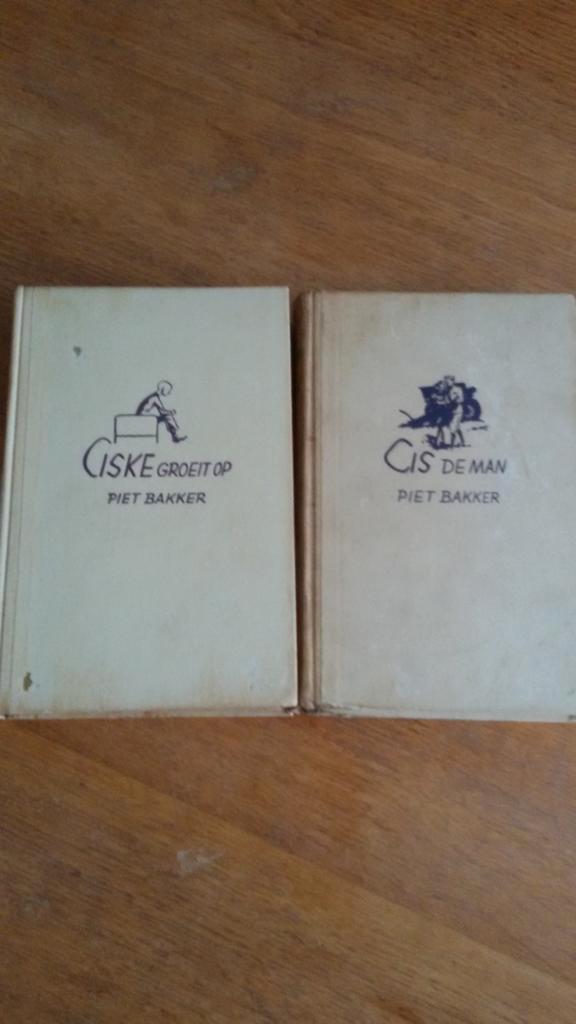 CISKE GROEIT OP
PIET BAKKER
CIS DE MAN
PIET BAKKER